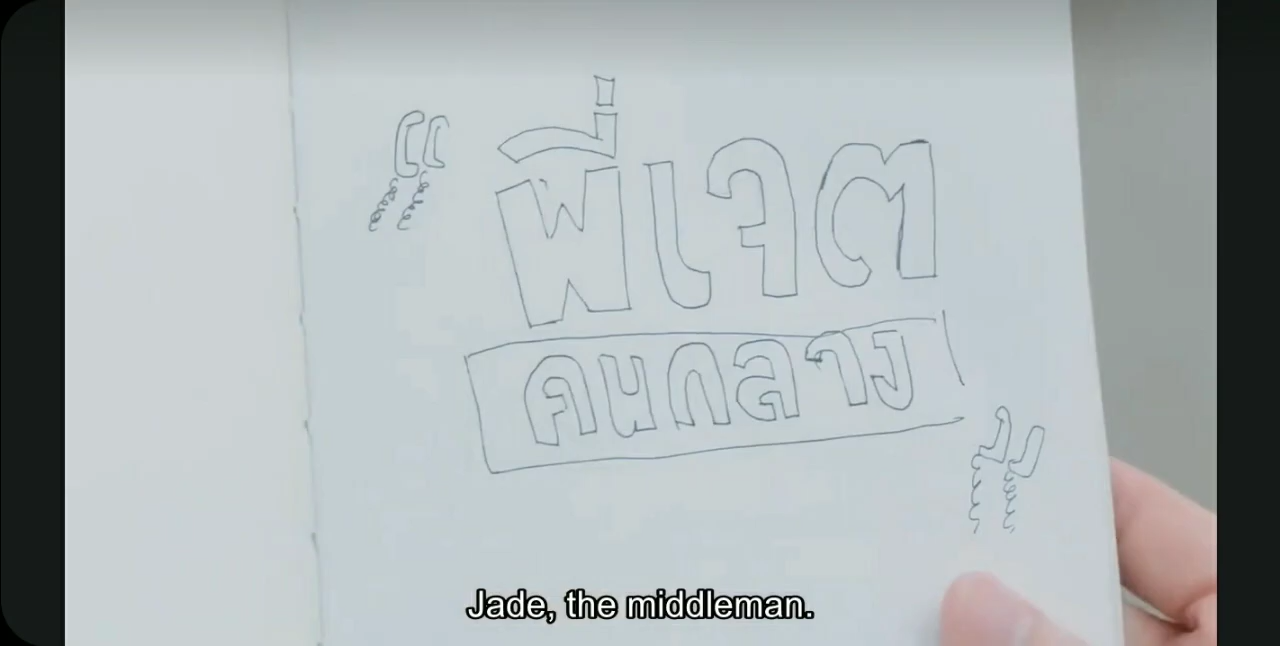 "พี่เจต
คนกลาง"
Jade, the middleman.